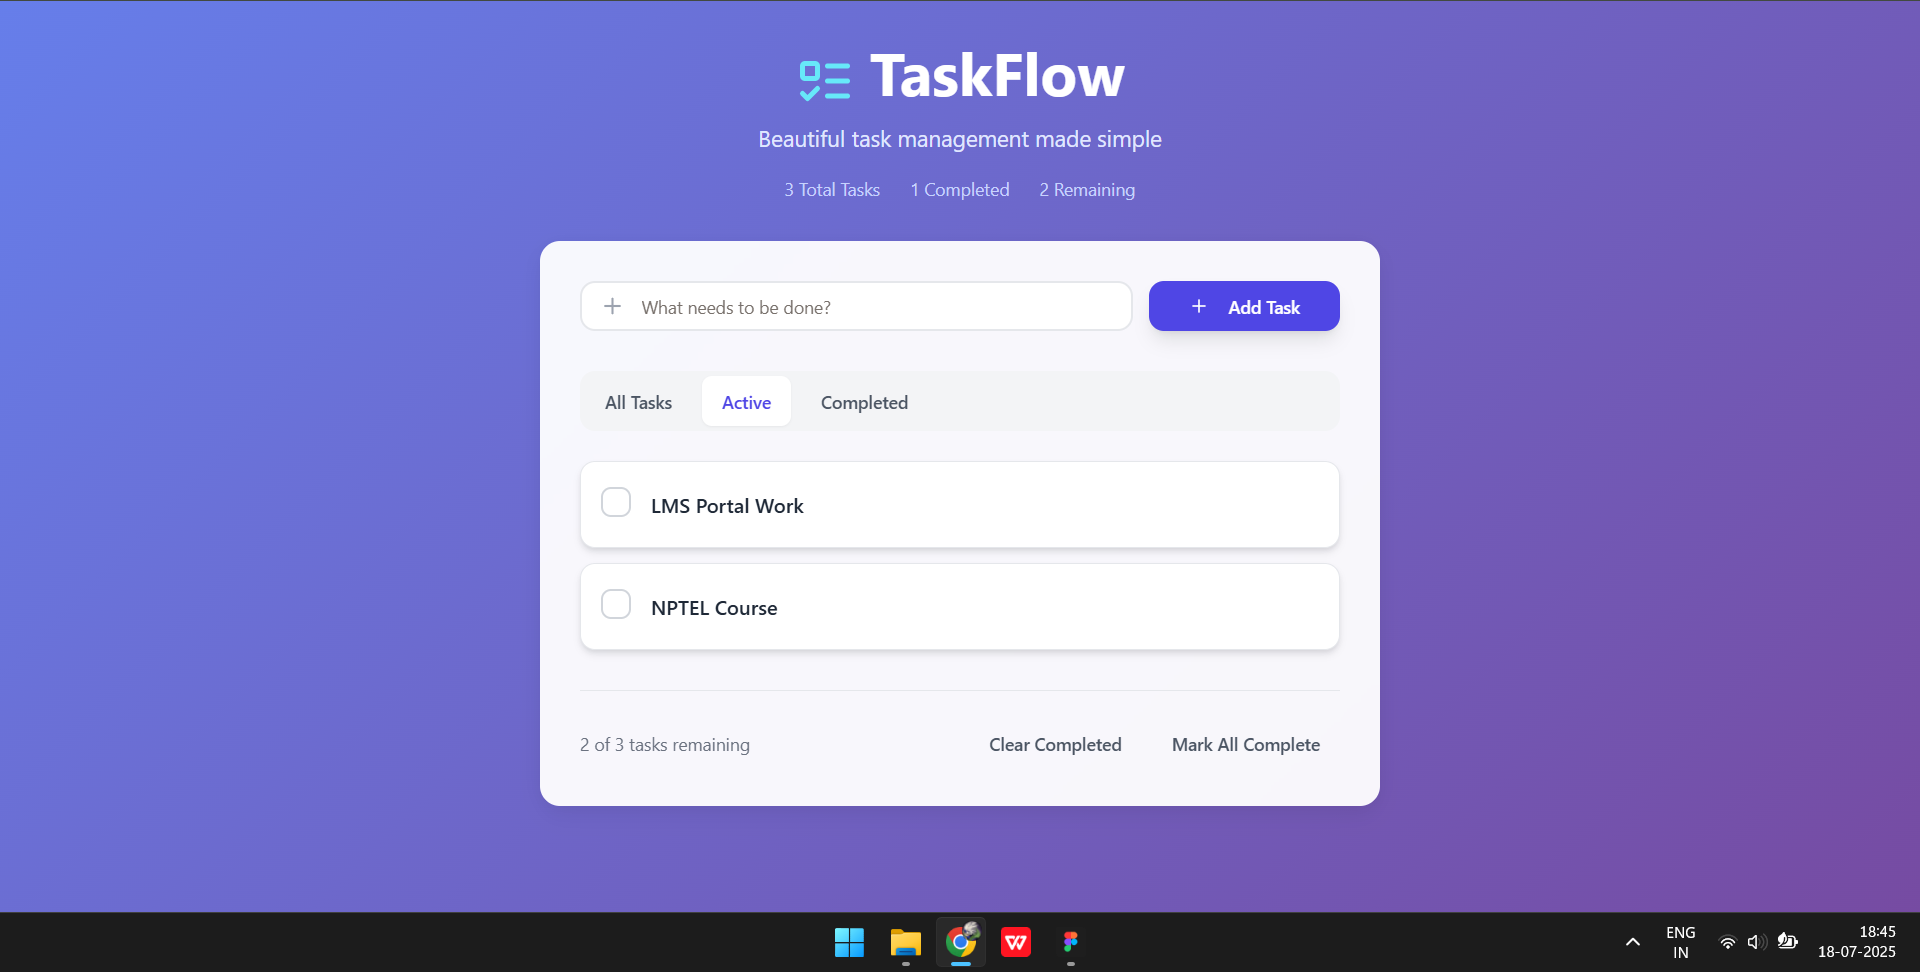 TaskFlow
Beautiful task management made simple
3 Total Tasks 1 Completed 2 Remaining
What needs to be done? Add Task
All Tasks Active Completed
LMS Portal Work
NPTEL Course
2 of 3 tasks remaining Clear Completed Mark All Complete
ENG 18:45
IN 18-07-2025